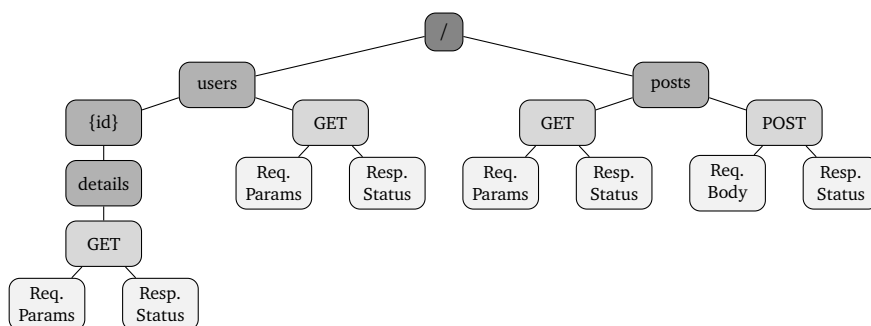 /
users
posts
{id}
GET
GET
POST
details
Req.
Params
Resp.
Status
Req.
Params
Resp.
Status
Req.
Body
Resp.
Status
GET
Req.
Params
Resp.
Status